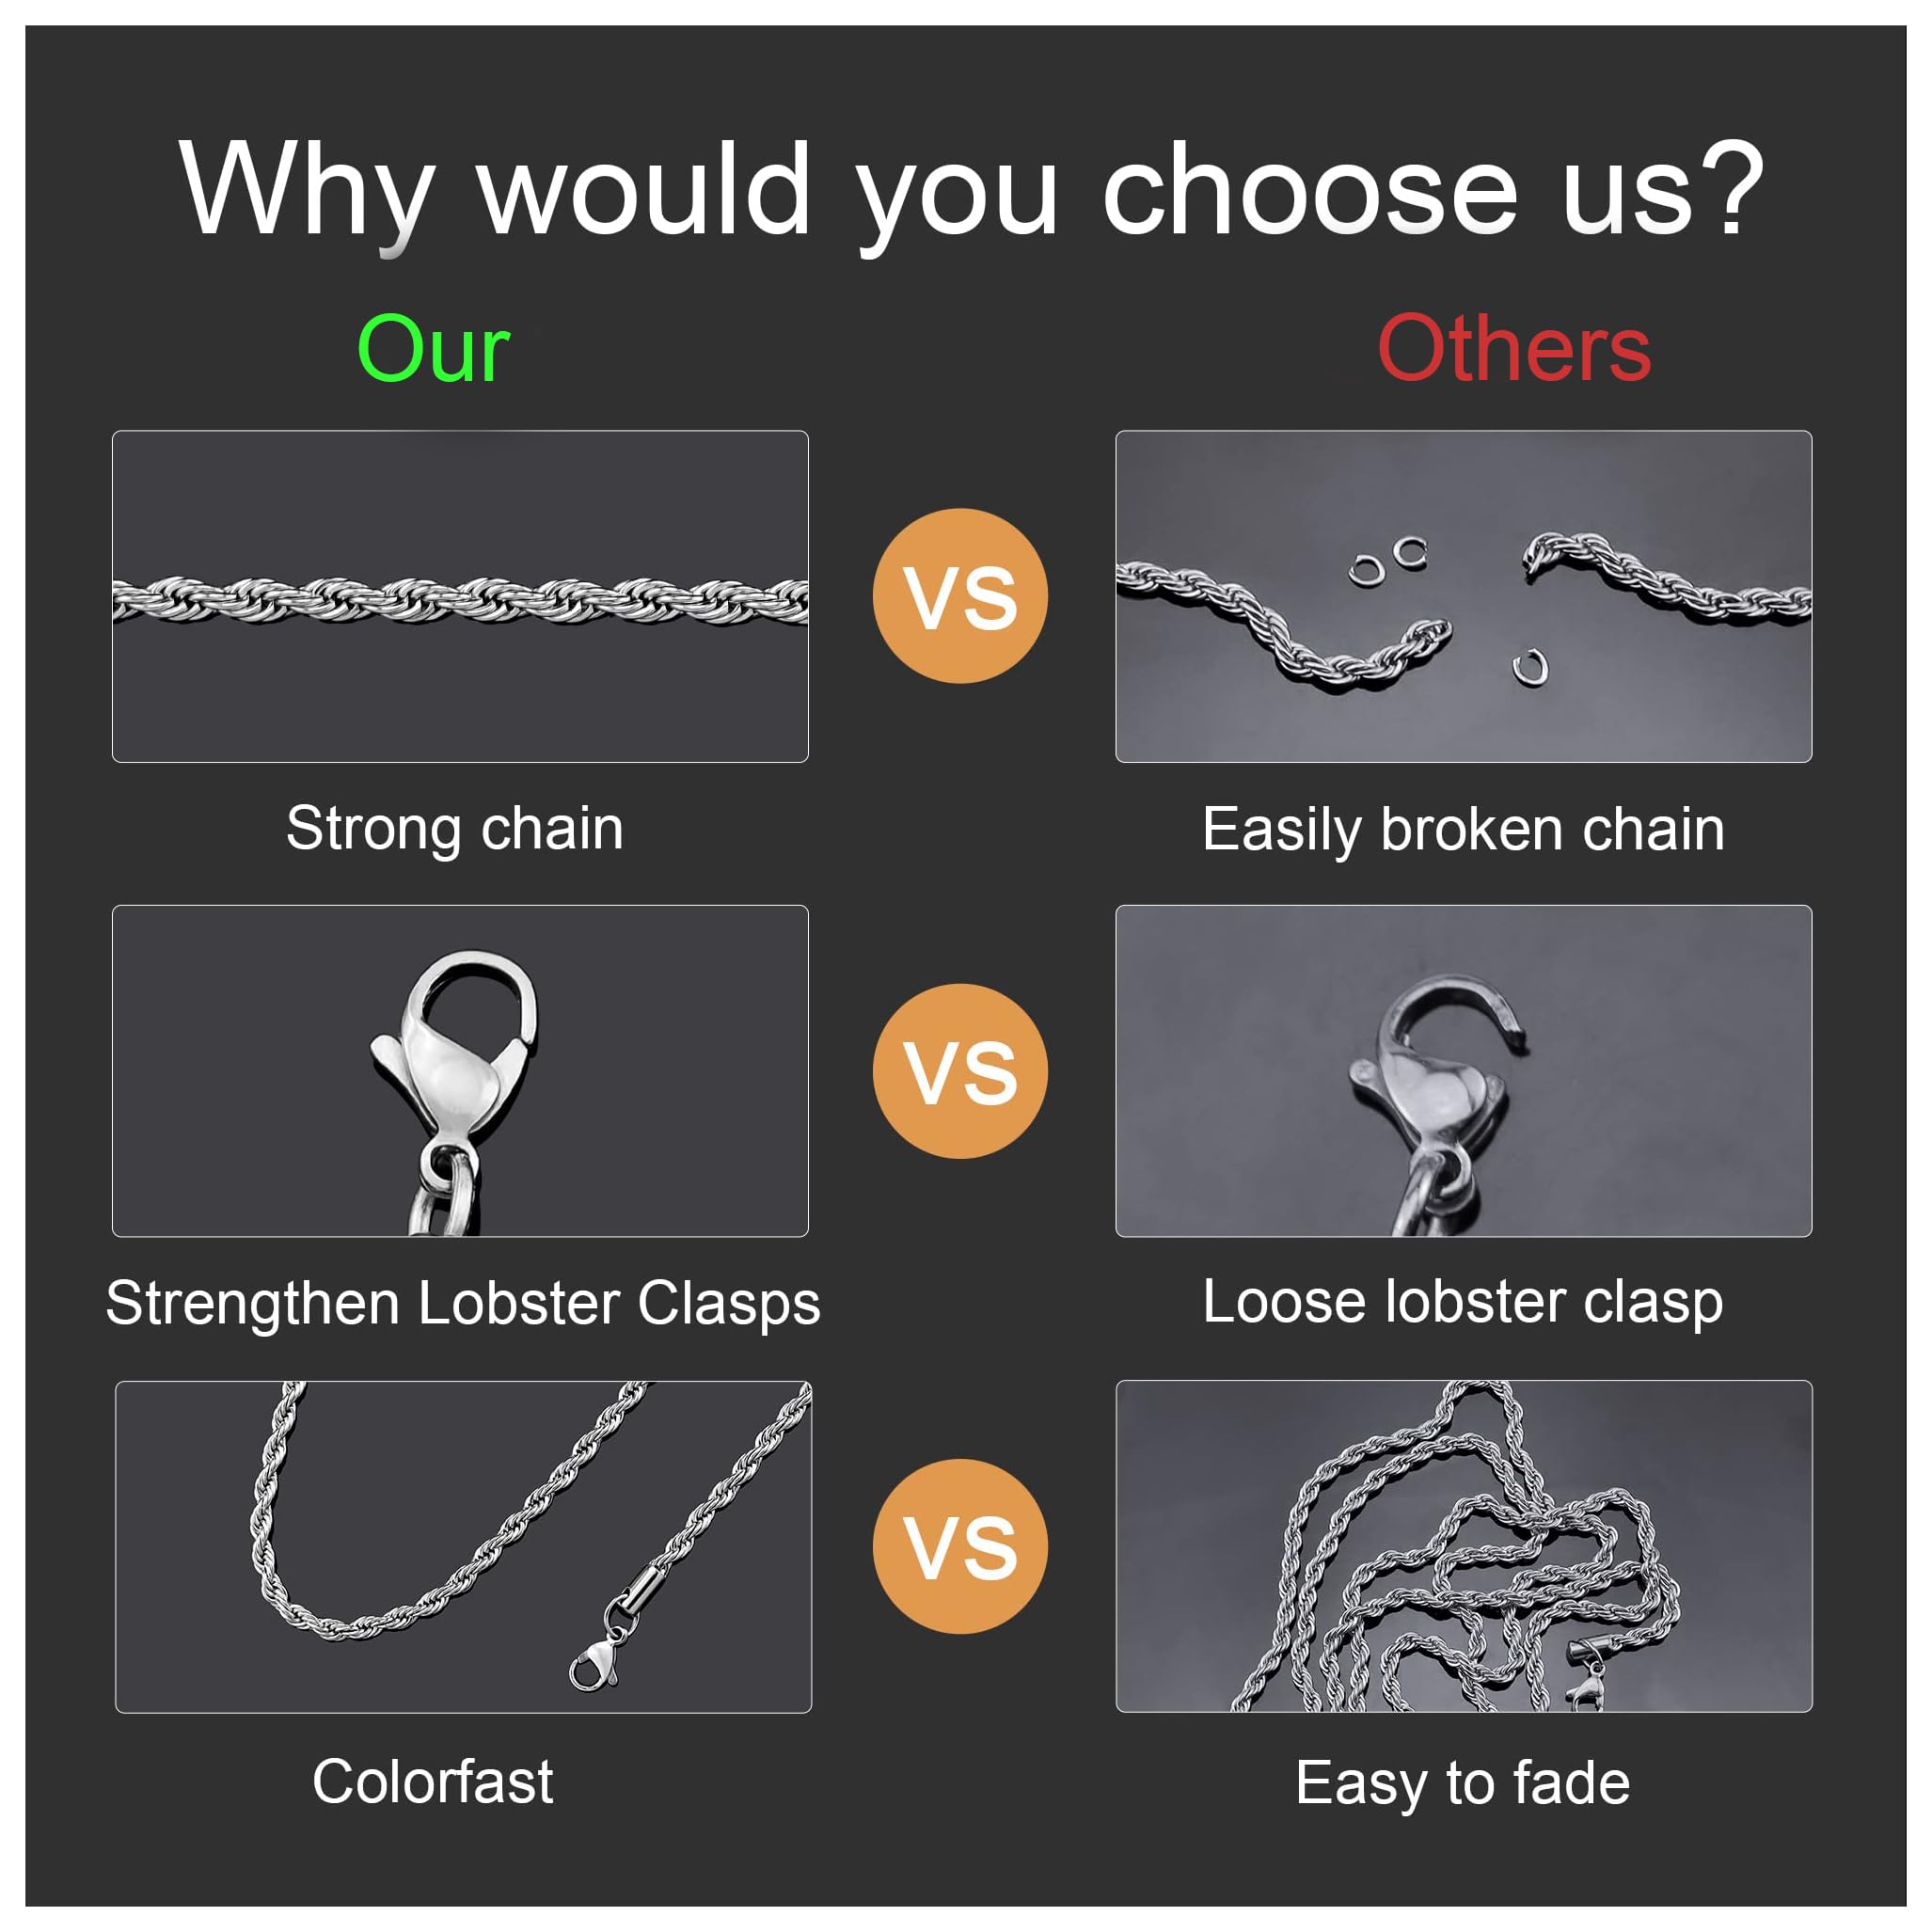 Why would you choose us?
Our
Others
VS
Strong chain
Easily broken chain
VS
Strengthen Lobster Clasps
Loose lobster clasp
VS
Colorfast
Easy to fade